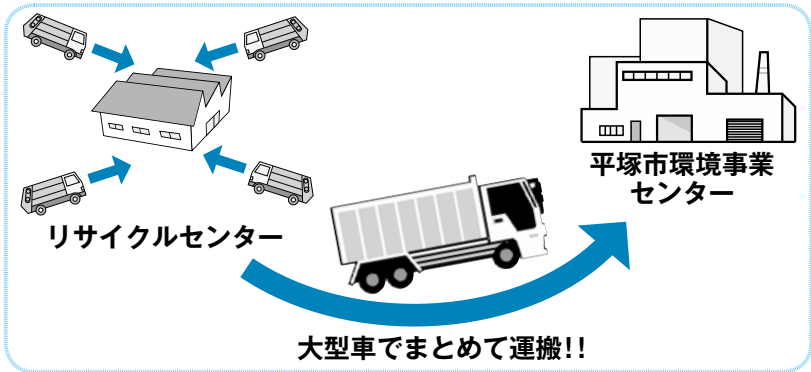 平塚市環境事業
センター
リサイクルセンター
大型車でまとめて運搬!!